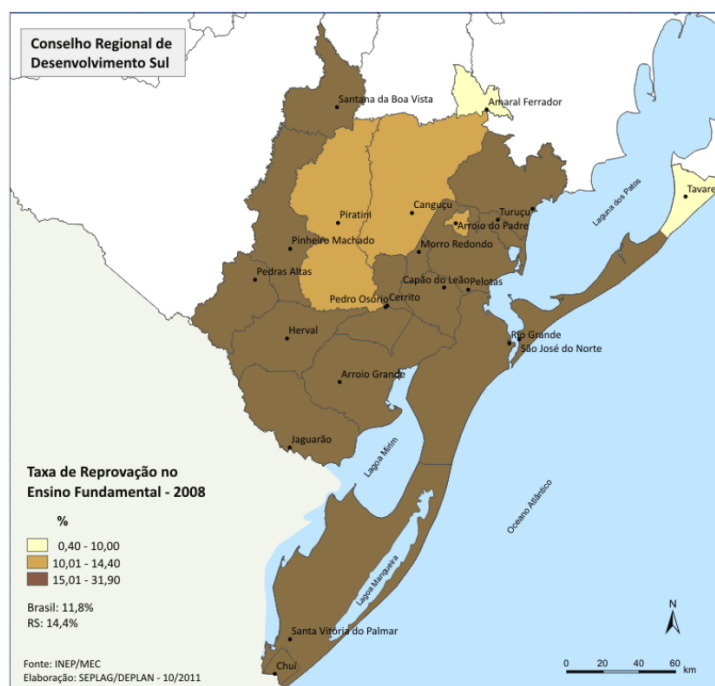 Conselho Regional de
Desenvolvimento Sul
Santana da Boa Vista
Amaral Ferrador
Tavare
Laguna dos Patos
Canguçu
Piratini
Turuçu
Arroio do Padre
Morro Redondo
Pinheiro Machado
Pedras Altas
Capão do Leão
Pelotas
Pedro Osório
Cerrito
Herval
Rio Grande
São José do Norte
Arroio Grande
Jaguarão
Lagoa Mirim
Oceano Atlântico
Lagoa Mangueira
Santa Vitória do Palmar
Chuí
Taxa de Reprovação no
Ensino Fundamental - 2008
%
0,40 - 10,00
10,01 - 14,40
15,01 - 31,90
Brasil: 11,8%
RS: 14,4%
Fonte: INEP/MEC
Elaboração: SEPLAG/DEPLAN - 10/2011
N
0 20 40 60
km